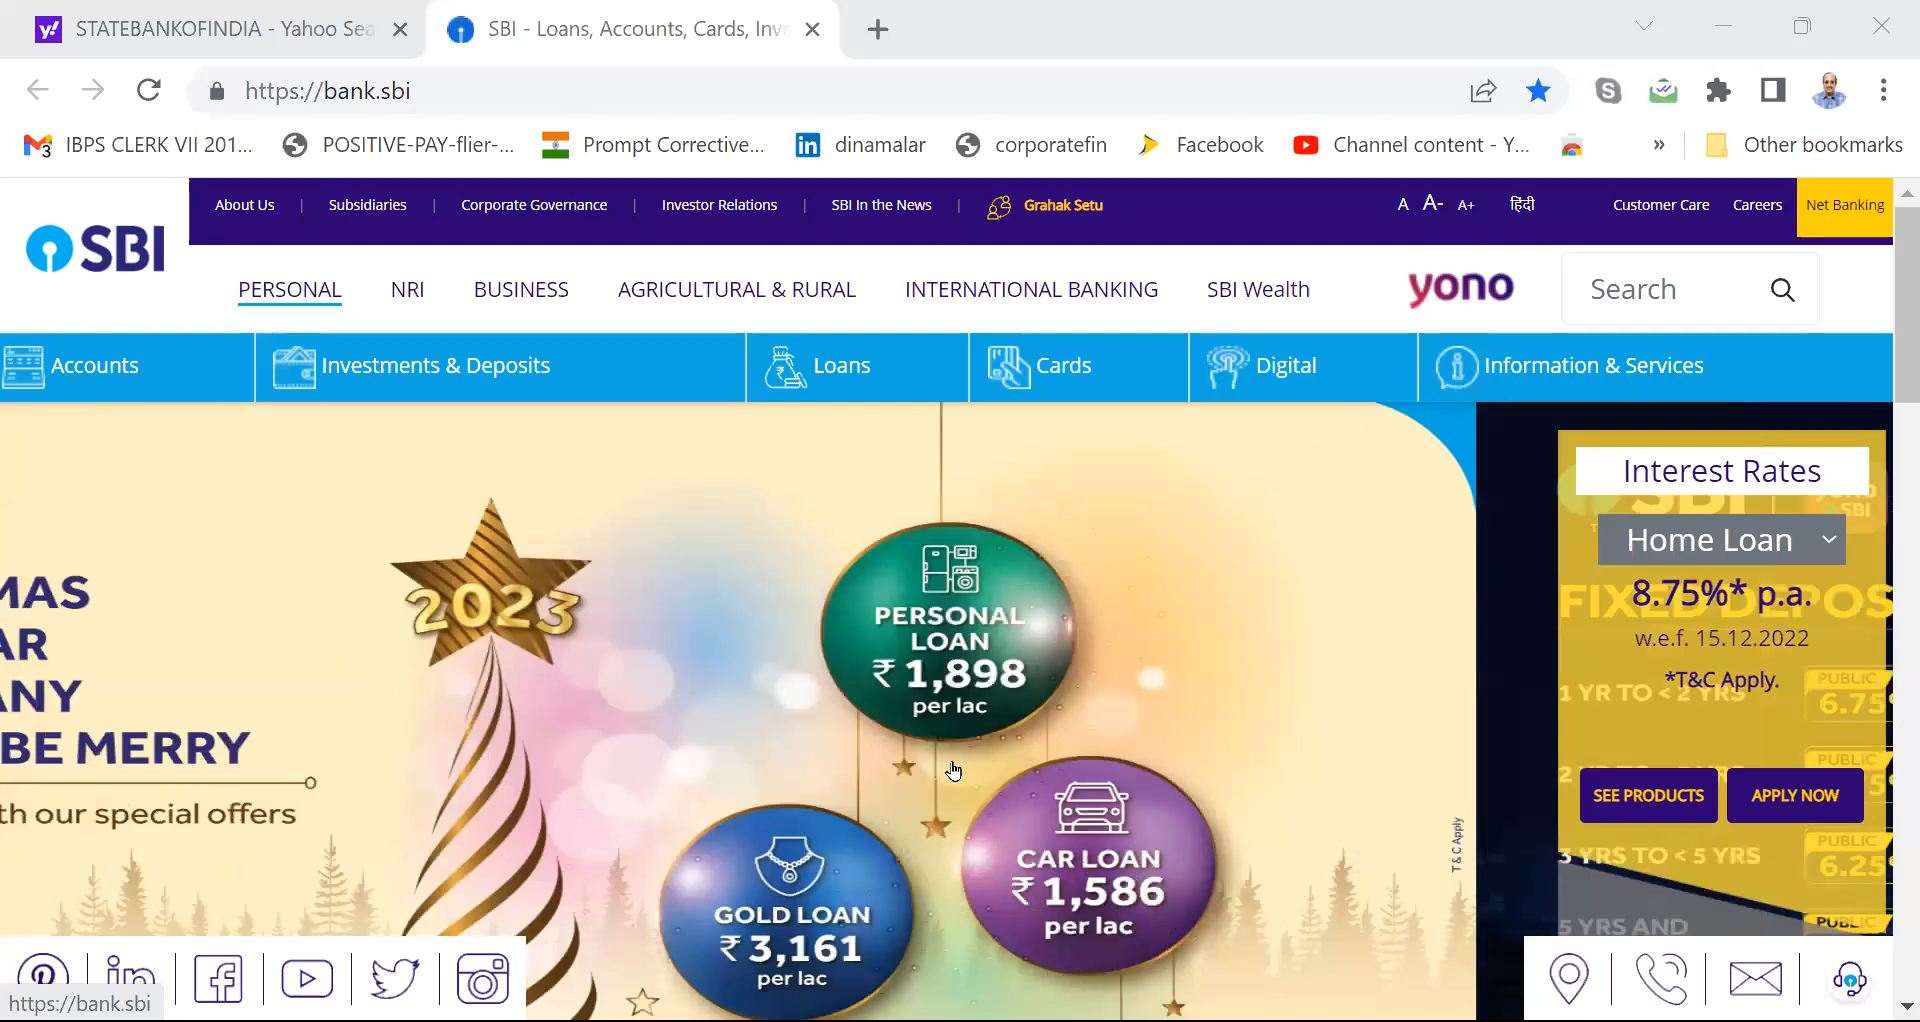 STATEBANKOFINDIA - Yahoo Sea
SBI - Loans, Accounts, Cards, Inve
https://bank.sbi
IBPS CLERK VII 201...
POSITIVE-PAY-flier-...
Prompt Corrective...
dinamalar
corporatefin
Facebook
Channel content - Y...
»
Other bookmarks
About Us | Subsidiaries | Corporate Governance | Investor Relations | SBI In the News | Grahak Setu
A A- A+ हिंदी Customer Care Careers Net Banking
SBI
PERSONAL NRI BUSINESS AGRICULTURAL & RURAL INTERNATIONAL BANKING SBI Wealth
yono
Search
Accounts
Investments & Deposits
Loans
Cards
Digital
Information & Services
MAS
AR
ANY
BE MERRY
th our special offers
2023
PERSONAL
LOAN
₹ 1,898
per lac
GOLD LOAN
₹ 3,161
per lac
CAR LOAN
₹ 1,586
per lac
T & C Apply
Interest Rates
SBI
Home Loan
8.75%* p.a.
FIXED DEPOS
w.e.f. 15.12.2022
*T&C Apply.
1 YR TO < 2 YRS
PUBLIC
6.75
PUBLIC
SEE PRODUCTS
APPLY NOW
3 YRS TO < 5 YRS
PUBLIC
6.25
5 YRS AND
PUBLIC
https://bank.sbi